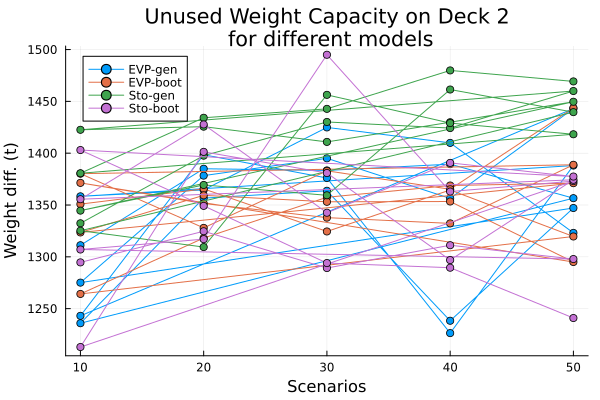 Unused Weight Capacity on Deck 2
for different models
1500
1450
1400
1350
1300
1250
Weight diff. (t)
EVP-gen
EVP-boot
Sto-gen
Sto-boot
10
20
30
40
50
Scenarios